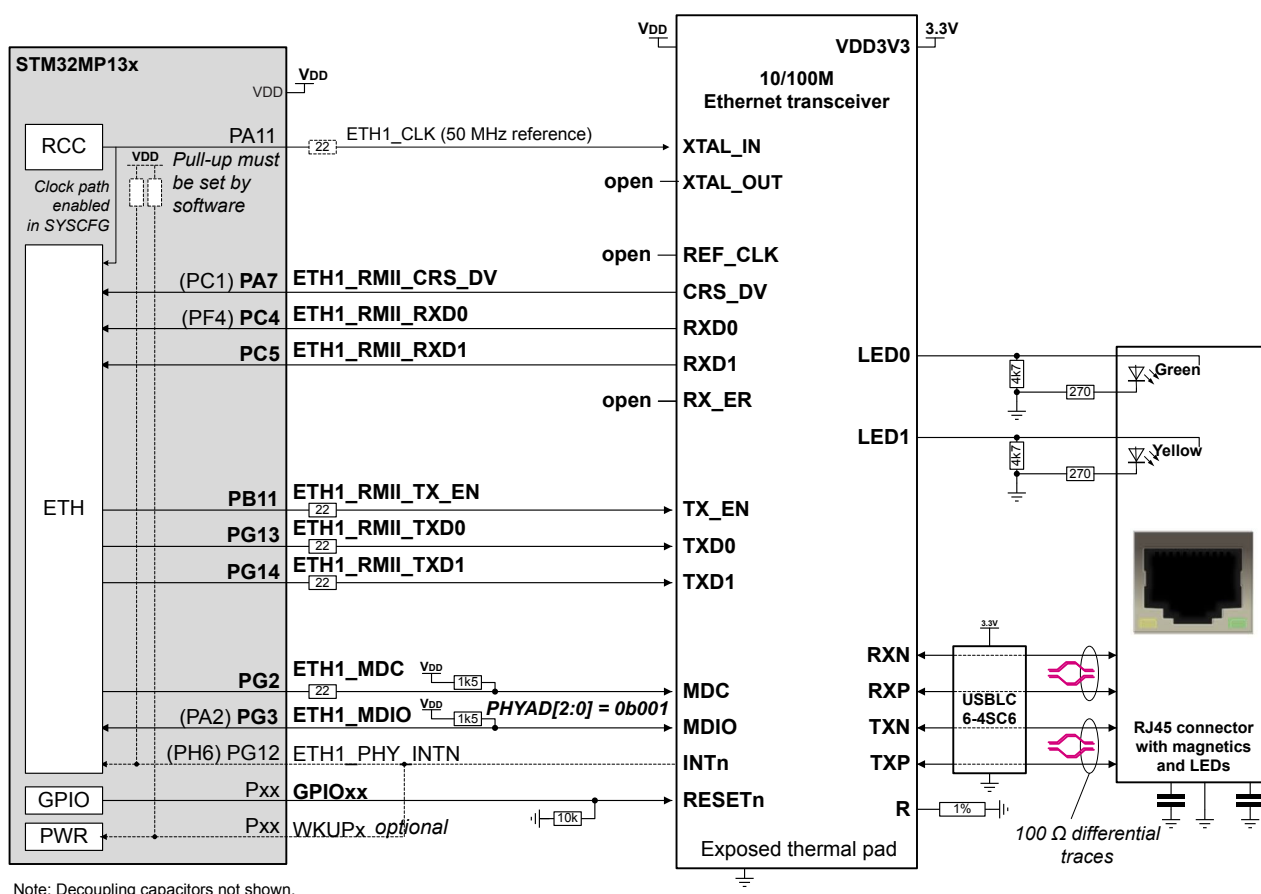 STM32MP13x
VDD
VDD
RCC
PA11
22
ETH1_CLK (50 MHz reference)
VDD
Pull-up must
be set by
software
Clock path
enabled
in SYSCFG
ETH
(PC1) PA7 ETH1_RMII_CRS_DV
(PF4) PC4 ETH1_RMII_RXD0
PC5 ETH1_RMII_RXD1
PB11 ETH1_RMII_TX_EN
22
PG13 ETH1_RMII_TXD0
22
PG14 ETH1_RMII_TXD1
22
PG2 ETH1_MDC
22
VDD
1k5
(PA2) PG3 ETH1_MDIO
VDD
1k5
PHYAD[2:0] = 0b001
(PH6) PG12 ETH1_PHY_INTN
GPIO
Pxx GPIOxx
10k
PWR
Pxx WKUPx optional
VDD
3.3V
VDD3V3
10/100M
Ethernet transceiver
XTAL_IN
open XTAL_OUT
open REF_CLK
CRS_DV
RXD0
RXD1
open RX_ER
TX_EN
TXD0
TXD1
MDC
MDIO
INTn
RESETn
LED0
LED1
RXN
RXP
TXN
TXP
R
1%
Exposed thermal pad
4k7
270
Green
4k7
270
Yellow
3.3V
USBLC
6-4SC6
RJ45 connector
with magnetics
and LEDs
100 Ω differential
traces
Note: Decoupling capacitors not shown.